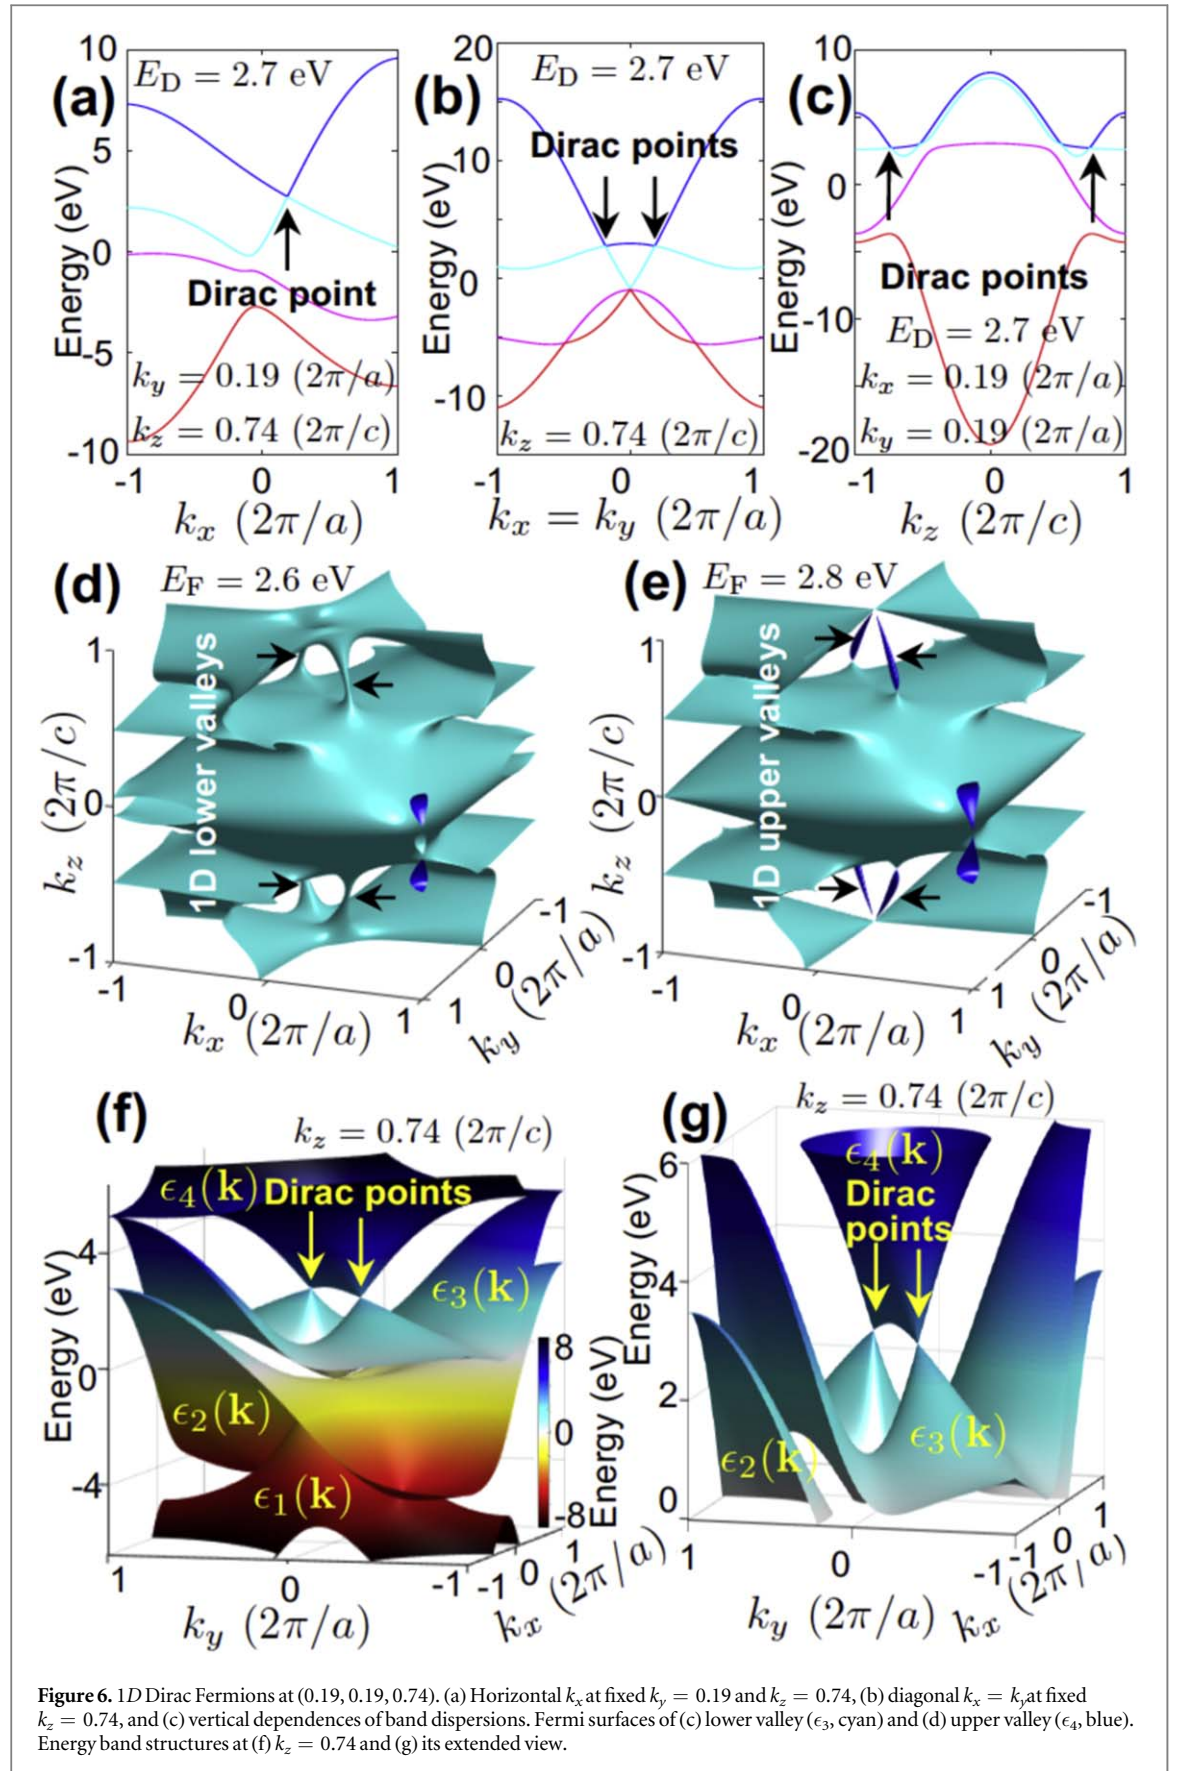 (a)
E_D = 2.7 eV
10
5
0
-5
-10
Energy (eV)
Dirac point
k_y = 0.19 (2π/a)
k_z = 0.74 (2π/c)
-1 0 1
k_x (2π/a)
(b)
E_D = 2.7 eV
20
10
0
-10
Energy (eV)
Dirac points
k_z = 0.74 (2π/c)
-1 0 1
k_x = k_y (2π/a)
(c)
10
0
-10
-20
Energy (eV)
Dirac points
E_D = 2.7 eV
k_x = 0.19 (2π/a)
k_y = 0.19 (2π/a)
-1 0 1
k_z (2π/c)
(d)
E_F = 2.6 eV
1D lower valleys
1
0
-1
k_z (2π/c)
-1 0 1
k_x (2π/a)
-1 0 1
k_y (2π/a)
(e)
E_F = 2.8 eV
1D upper valleys
1
0
-1
k_z (2π/c)
-1 0 1
k_x (2π/a)
-1 0 1
k_y (2π/a)
(f)
k_z = 0.74 (2π/c)
ϵ_4(k)
Dirac points
ϵ_3(k)
ϵ_2(k)
ϵ_1(k)
4
0
-4
Energy (eV)
8
0
-8
Energy (eV)
1 0 -1
k_y (2π/a)
-1 0 1
k_x (2π/a)
(g)
k_z = 0.74 (2π/c)
ϵ_4(k)
Dirac
points
ϵ_3(k)
ϵ_2(k)
6
4
2
0
Energy (eV)
1 0 -1
k_y (2π/a)
-1 0 1
k_x (2π/a)
Figure 6. 1D Dirac Fermions at (0.19, 0.19, 0.74). (a) Horizontal k_x at fixed k_y = 0.19 and k_z = 0.74, (b) diagonal k_x = k_y at fixed
k_z = 0.74, and (c) vertical dependences of band dispersions. Fermi surfaces of (c) lower valley (ϵ_3, cyan) and (d) upper valley (ϵ_4, blue).
Energy band structures at (f) k_z = 0.74 and (g) its extended view.